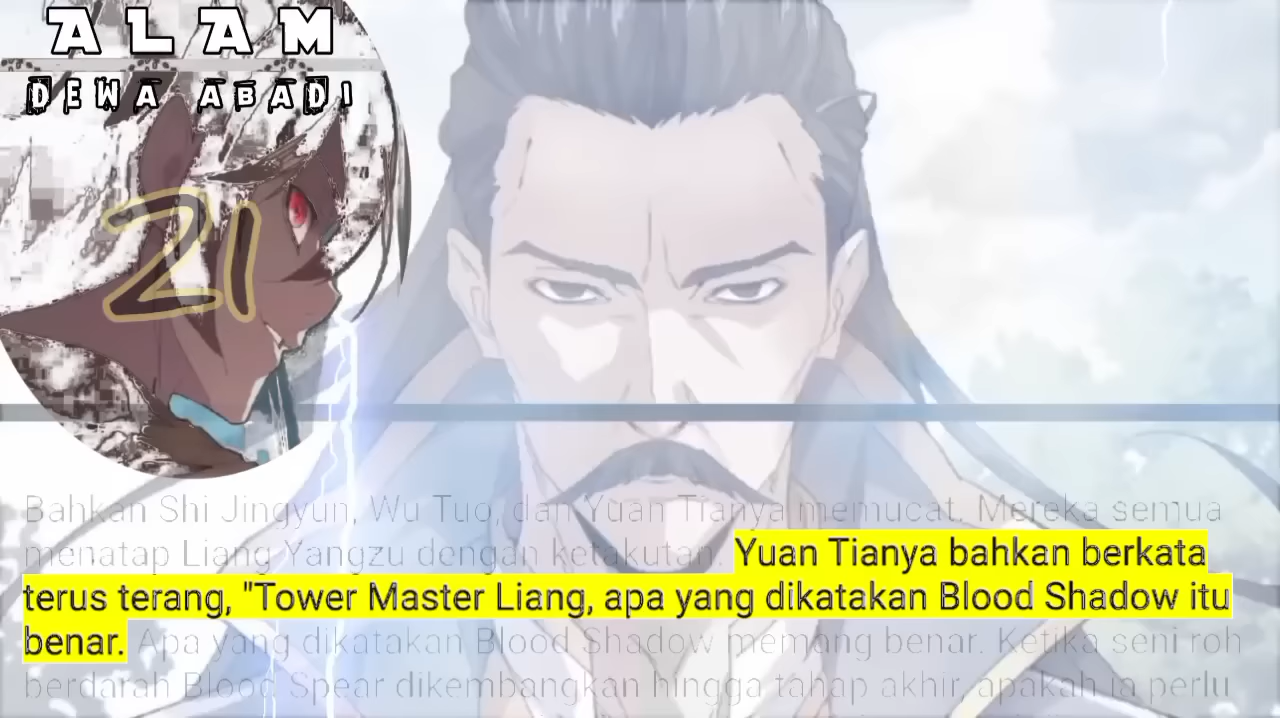 ALAM
DEWA ABADI
21
Bahkan Shi Jingyun, Wu Tuo, dan Yuan Tianya memucat. Mereka semua
menatap Liang Yangzu dengan ketakutan. Yuan Tianya bahkan berkata
terus terang, "Tower Master Liang, apa yang dikatakan Blood Shadow itu
benar. Apa yang dikatakan Blood Shadow memang benar. Ketika seni roh
berdarah Blood Spear dikembangkan hingga tahap akhir, apakah ia perlu